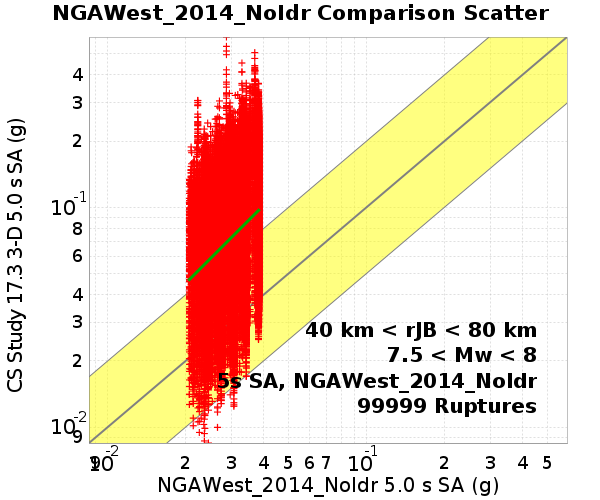 NGAWest_2014_NoIdr Comparison Scatter
CS Study 17.3 3-D 5.0 s SA (g)
4
3
2
10-1
8
6
4
3
2
10-2
9
40 km < rJB < 80 km
7.5 < Mw < 8
5s SA, NGAWest_2014_NoIdr
99999 Ruptures
9 10-2 2 3 4 5 6 7 10-1 2 3 4 5
NGAWest_2014_NoIdr 5.0 s SA (g)